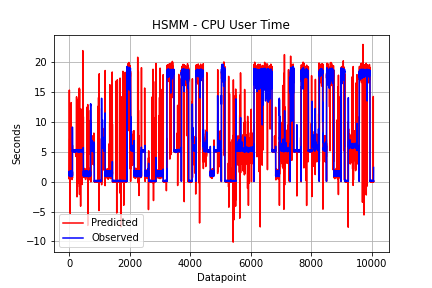 HSMM - CPU User Time
20
15
10
5
0
−5
−10
Seconds
Predicted
Observed
0
2000
4000
6000
8000
10000
Datapoint